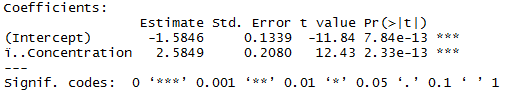 Coefficients:
Estimate Std. Error t value Pr(>|t|)
(Intercept) -1.5846 0.1339 -11.84 7.84e-13 ***
ï..Concentration 2.5849 0.2080 12.43 2.33e-13 ***
---
Signif. codes: 0 ‘***’ 0.001 ‘**’ 0.01 ‘*’ 0.05 ‘.’ 0.1 ‘ ’ 1